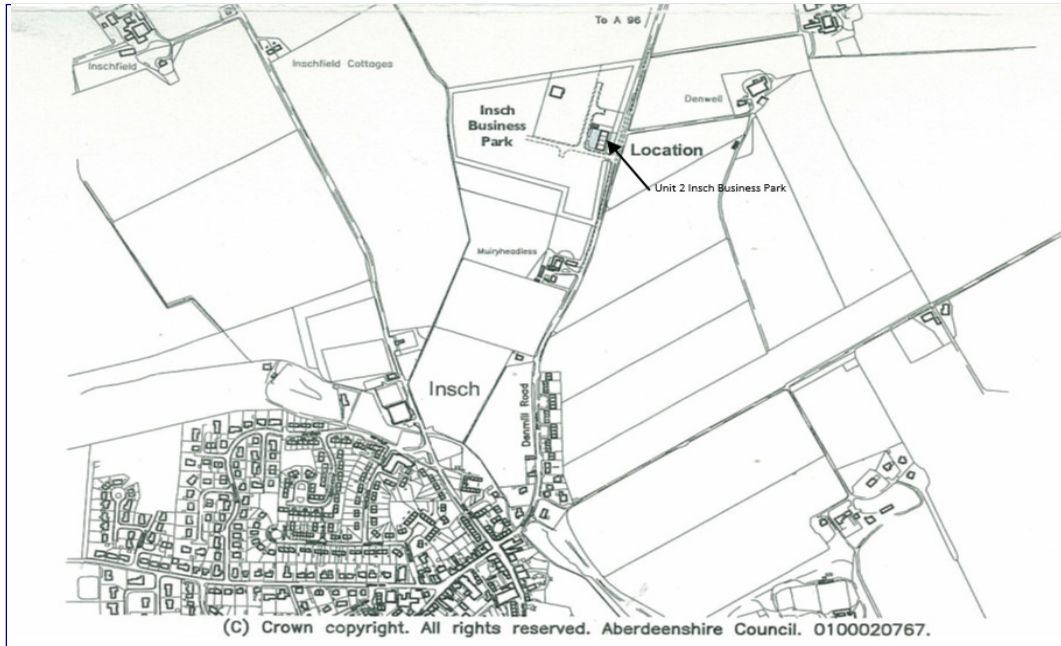 To A 96
Inschfield
Inschfield Cottages
Insch
Business
Park
Denwell
Location
Unit 2 Insch Business Park
Muiryheadless
Insch
Denmill Road
(C) Crown copyright. All rights reserved. Aberdeenshire Council. 0100020767.